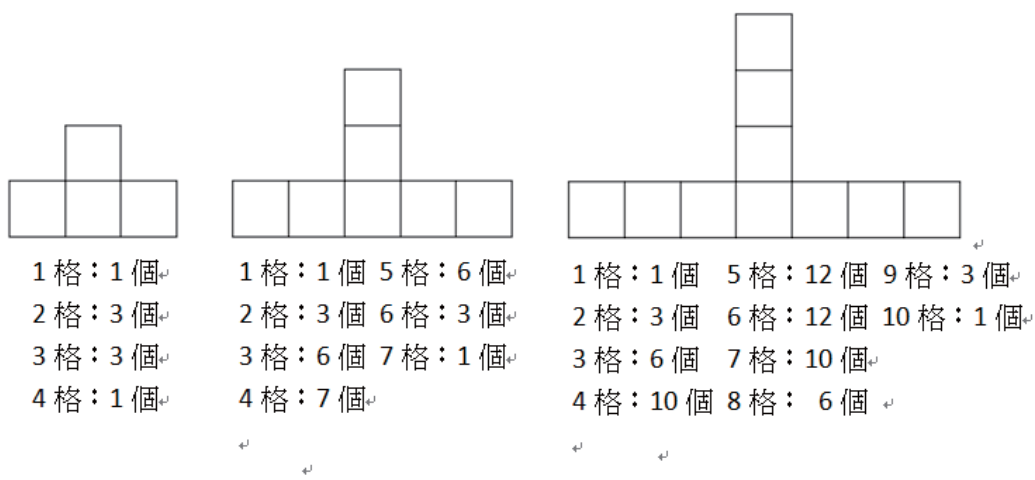 1 格：1 個
2 格：3 個
3 格：3 個
4 格：1 個
1 格：1 個 5 格：6 個
2 格：3 個 6 格：3 個
3 格：6 個 7 格：1 個
4 格：7 個
1 格：1 個 5 格：12 個 9 格：3 個
2 格：3 個 6 格：12 個 10 格：1 個
3 格：6 個 7 格：10 個
4 格：10 個 8 格： 6 個